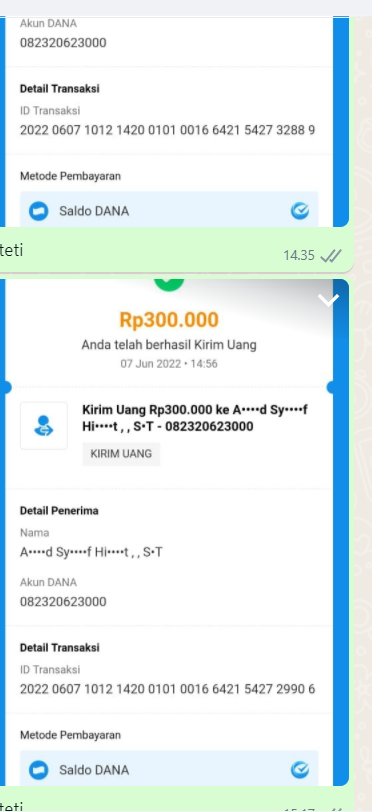 Akun DANA
082320623000
Detail Transaksi
ID Transaksi
2022 0607 1012 1420 0101 0016 6421 5427 3288 9
Metode Pembayaran
Saldo DANA
teti
14.35
Rp300.000
Anda telah berhasil Kirim Uang
07 Jun 2022 • 14:56
Kirim Uang Rp300.000 ke A••••d Sy••••f
Hi••••t , , S•T - 082320623000
KIRIM UANG
Detail Penerima
Nama
A••••d Sy••••f Hi••••t , , S•T
Akun DANA
082320623000
Detail Transaksi
ID Transaksi
2022 0607 1012 1420 0101 0016 6421 5427 2990 6
Metode Pembayaran
Saldo DANA
teti